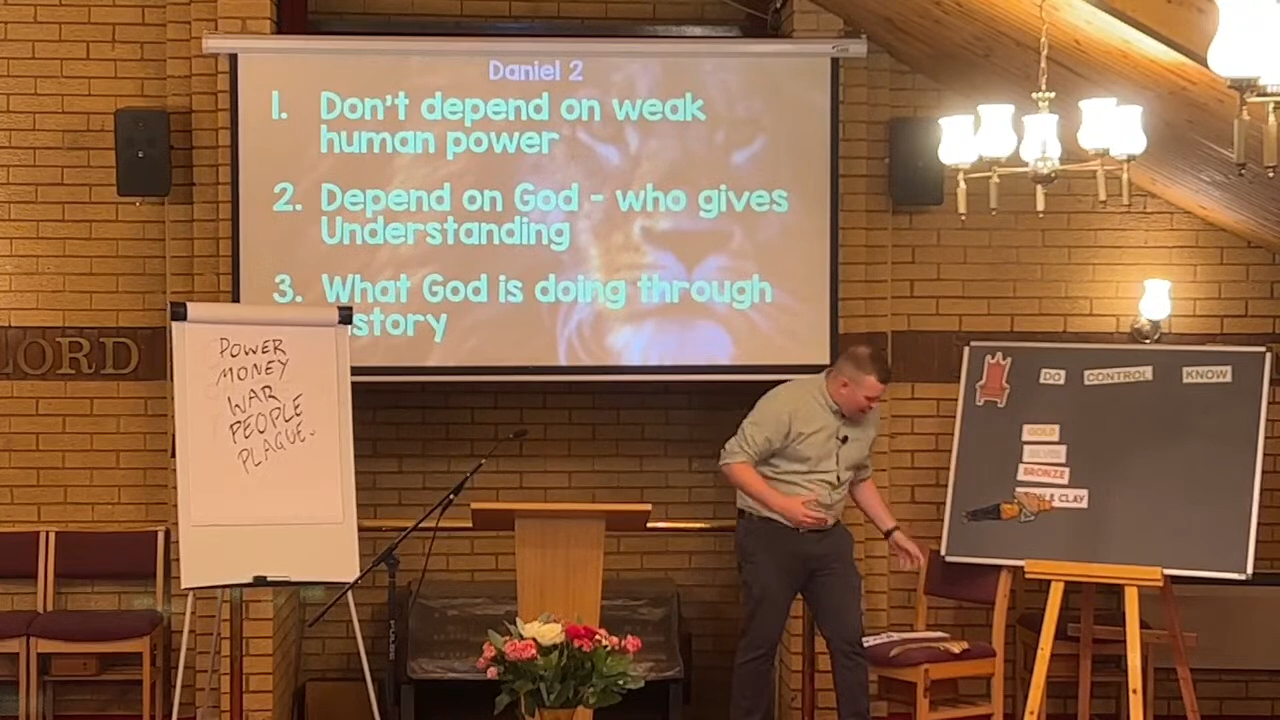 Daniel 2
1. Don't depend on weak
human power
2. Depend on God - who gives
Understanding
3. What God is doing through
story
LORD
POWER
MONEY
WAR
PEOPLE
PLAGUE.
DO CONTROL KNOW
GOLD
SILVER
BRONZE
& CLAY
PULSE